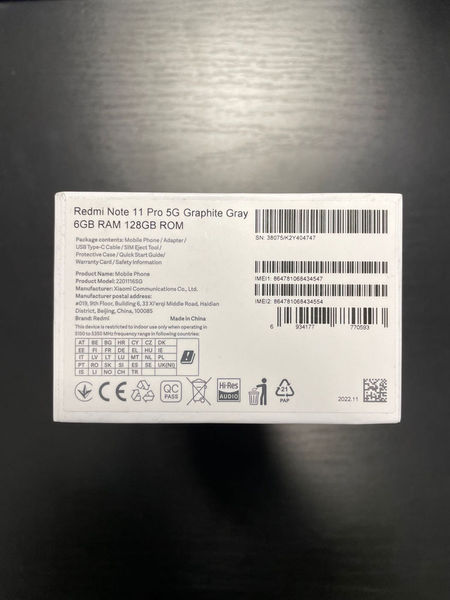 Redmi Note 11 Pro 5G Graphite Gray
6GB RAM 128GB ROM
Package contents: Mobile Phone / Adapter /
USB Type-C Cable / SIM Eject Tool /
Protective Case / Quick Start Guide/
Warranty Card / Safety Information
Product Name: Mobile Phone
Product Model: 2201116SG
Manufacturer: Xiaomi Communications Co., Ltd.
Manufacturer postal address:
#019, 9th Floor, Building 6, 33 Xi'erqi Middle Road, Haidian
District, Beijing, China, 100085
Brand: Redmi Made in China
This device is restricted to indoor use only when operating in
5150 to 5350 MHz frequency range in following countries:
AT BE BG HR CY CZ DK
EE FI FR DE EL HU IE
IT LV LT LU MT NL PL
PT RO SK SI ES SE UK(NI)
IS LI NO CH TR
SN: 38075/K2Y404747
IMEI1: 864781068434547
IMEI2: 864781068434554
6 934177 770593
CE
QC
PASS
Hi-Res
AUDIO
21
PAP
2022.11